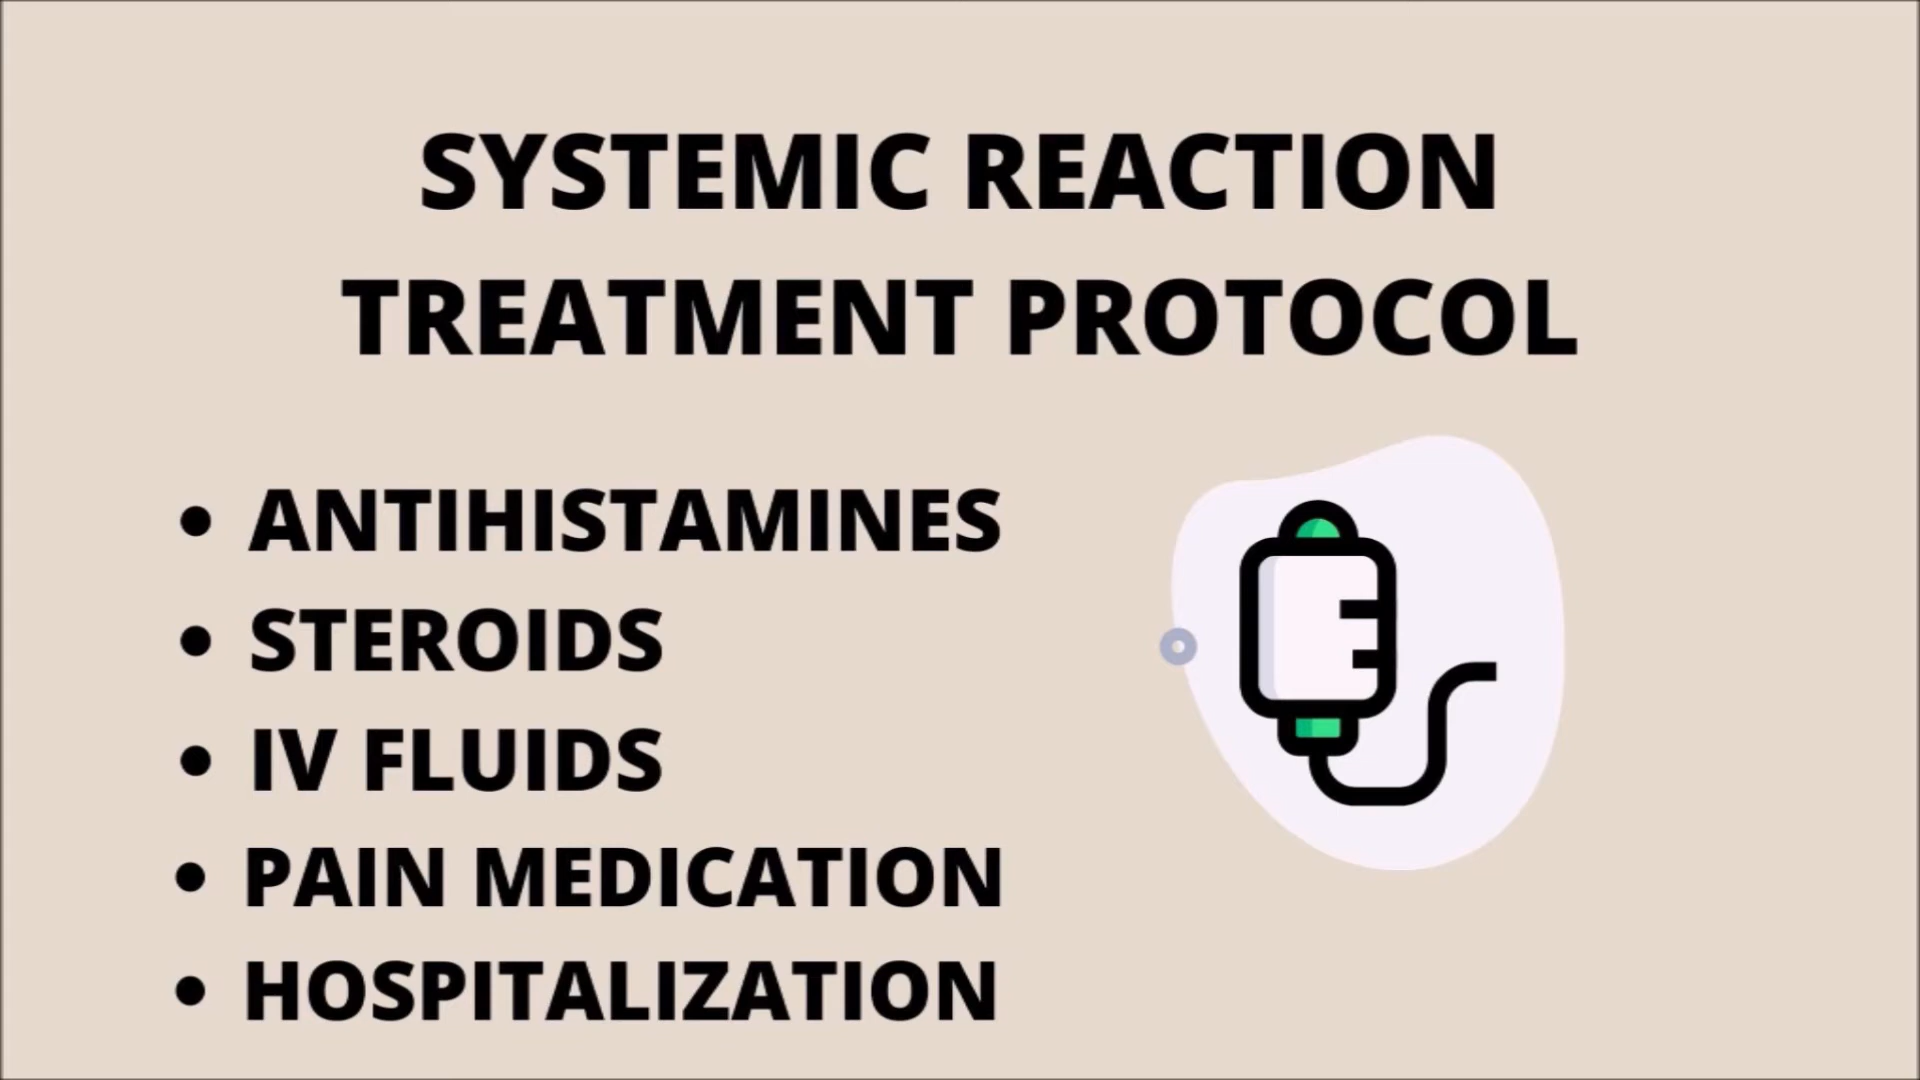 SYSTEMIC REACTION
TREATMENT PROTOCOL
• ANTIHISTAMINES
• STEROIDS
• IV FLUIDS
• PAIN MEDICATION
• HOSPITALIZATION